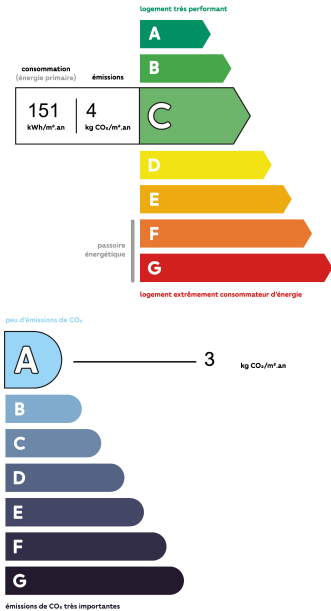 logement très performant
A
B
consommation
(énergie primaire) émissions
151 4 C
kWh/m².an kg CO₂/m².an
D
E
F
passoire
énergétique
G
logement extrêmement consommateur d'énergie
peu d'émissions de CO₂
A 3 kg CO₂/m².an
B
C
D
E
F
G
émissions de CO₂ très importantes